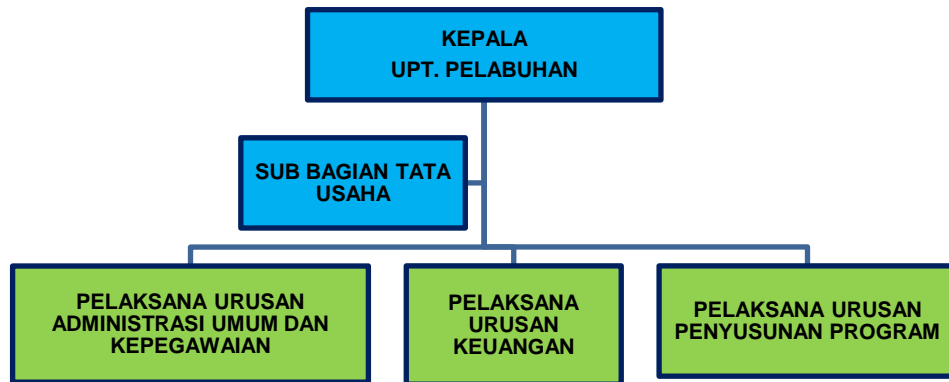 KEPALA
UPT. PELABUHAN
SUB BAGIAN TATA
USAHA
PELAKSANA URUSAN
ADMINISTRASI UMUM DAN
KEPEGAWAIAN
PELAKSANA
URUSAN
KEUANGAN
PELAKSANA URUSAN
PENYUSUNAN PROGRAM